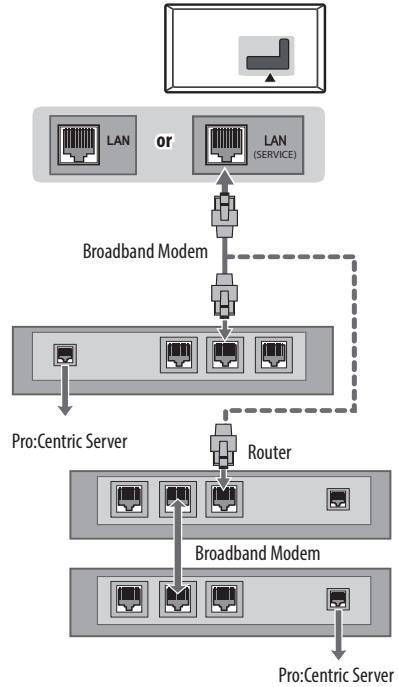 LAN
or
LAN
(SERVICE)
Broadband Modem
Pro:Centric Server
Router
Broadband Modem
Pro:Centric Server